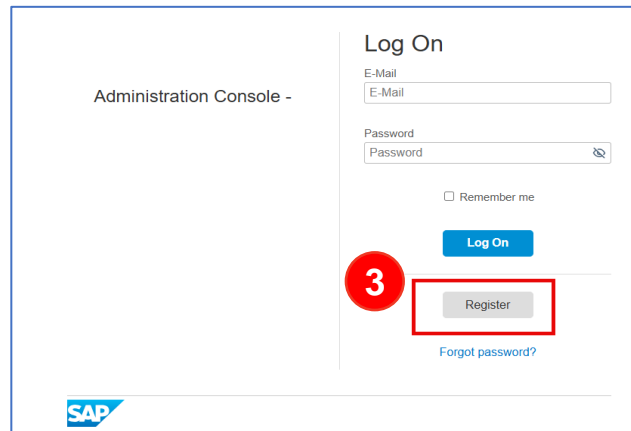 Log On
E-Mail
E-Mail
Administration Console -
Password
Password
Remember me
Log On
3
Register
Forgot password?
SAP